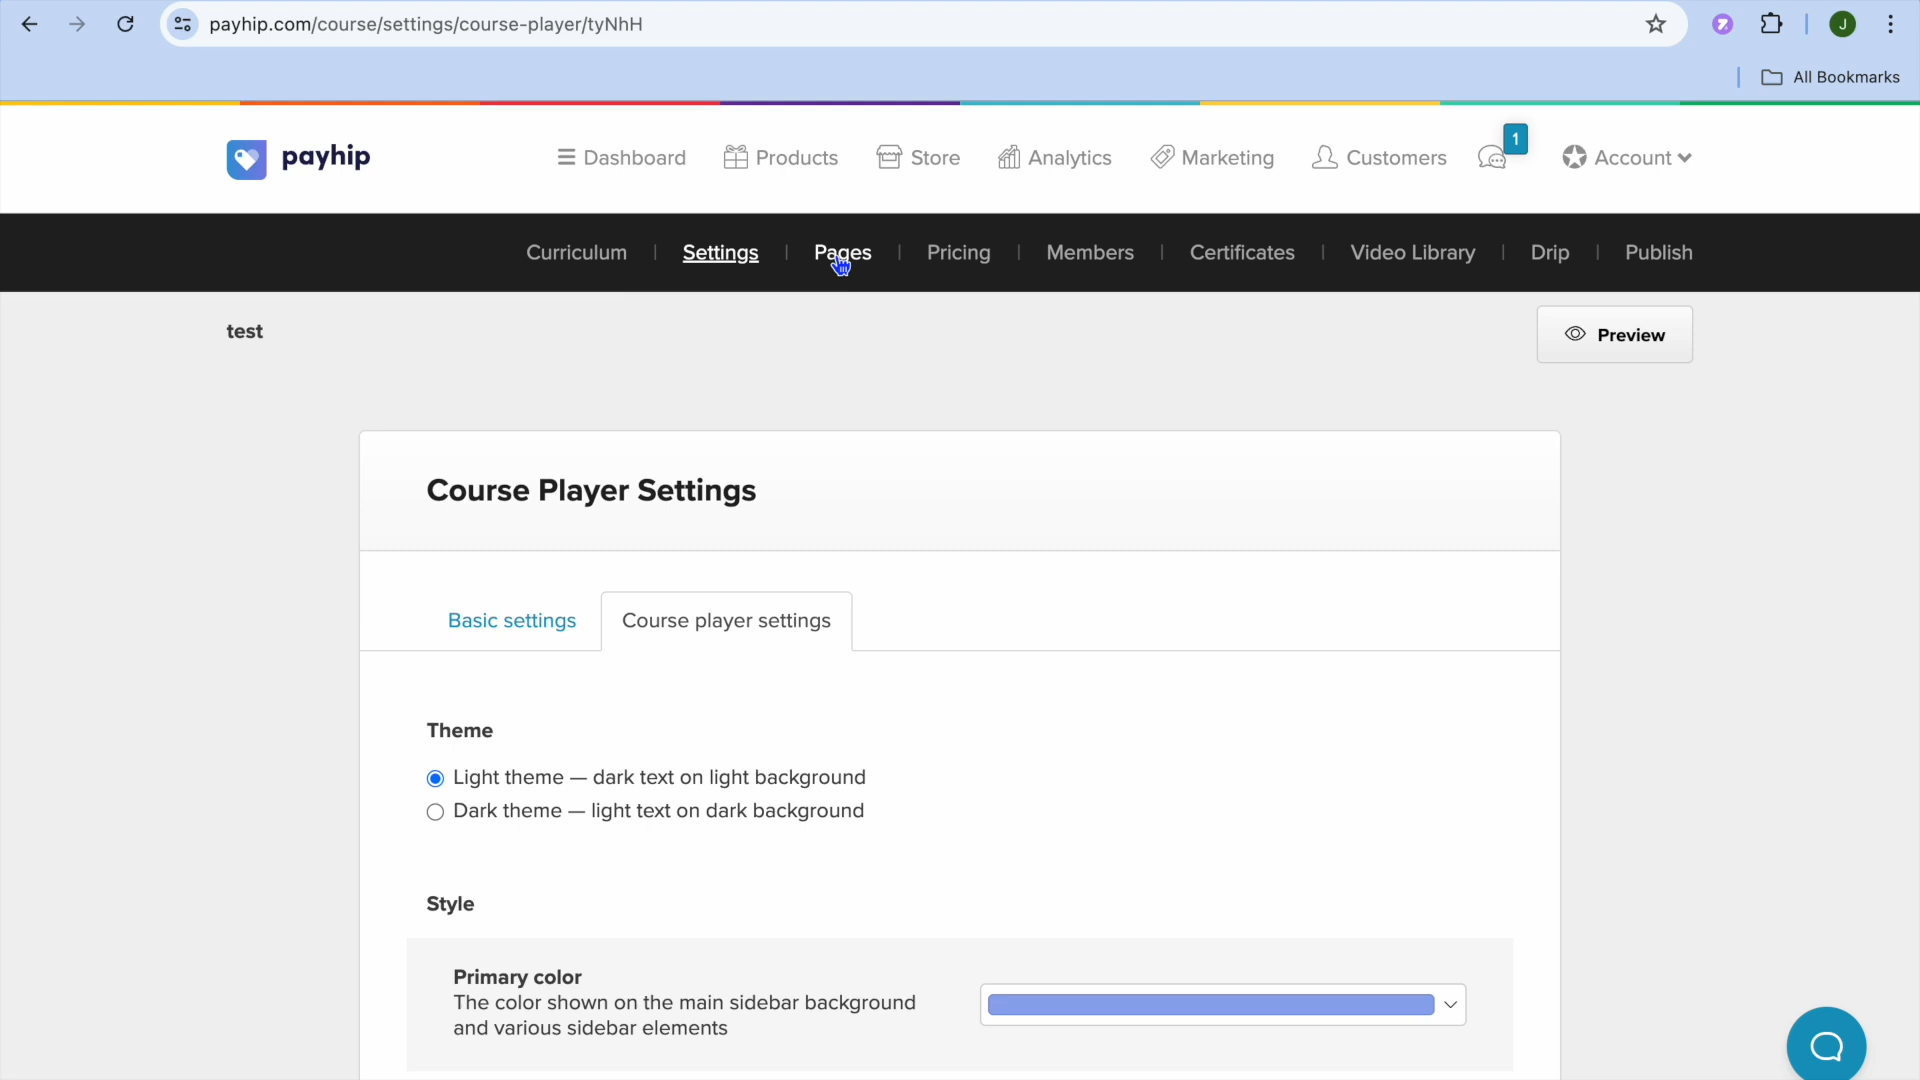 payhip.com/course/settings/course-player/tyNhH
J
All Bookmarks
payhip
Dashboard
Products
Store
Analytics
Marketing
Customers
1
Account
Curriculum
Settings
Pages
Pricing
Members
Certificates
Video Library
Drip
Publish
test
Preview
Course Player Settings
Basic settings
Course player settings
Theme
Light theme — dark text on light background
Dark theme — light text on dark background
Style
Primary color
The color shown on the main sidebar background
and various sidebar elements